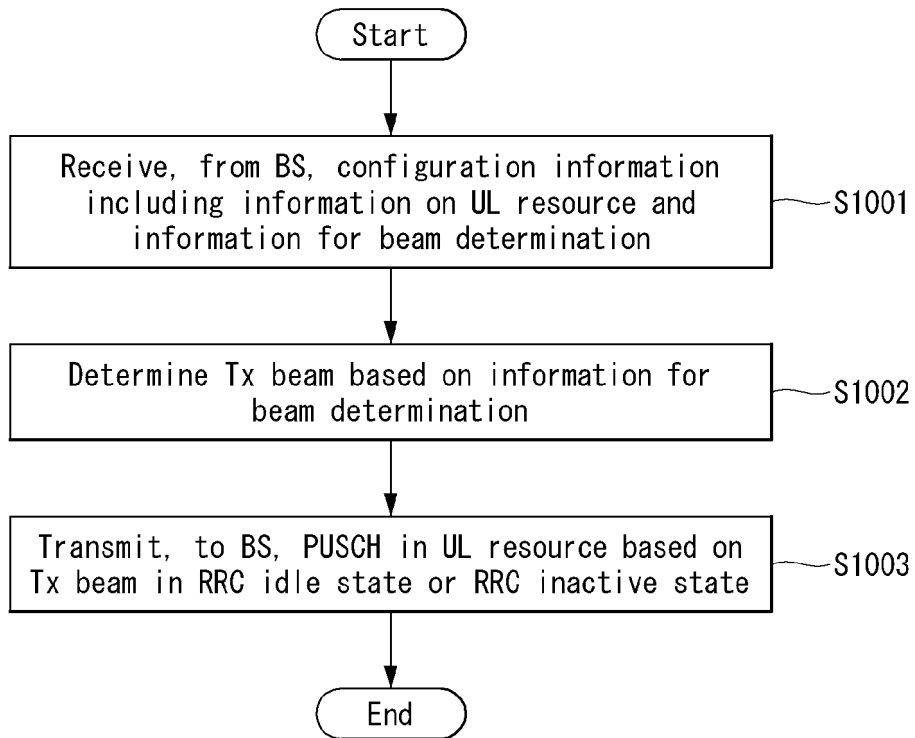 Start
Receive, from BS, configuration information
including information on UL resource and
information for beam determination
S1001
Determine Tx beam based on information for
beam determination
S1002
Transmit, to BS, PUSCH in UL resource based on
Tx beam in RRC idle state or RRC inactive state
S1003
End